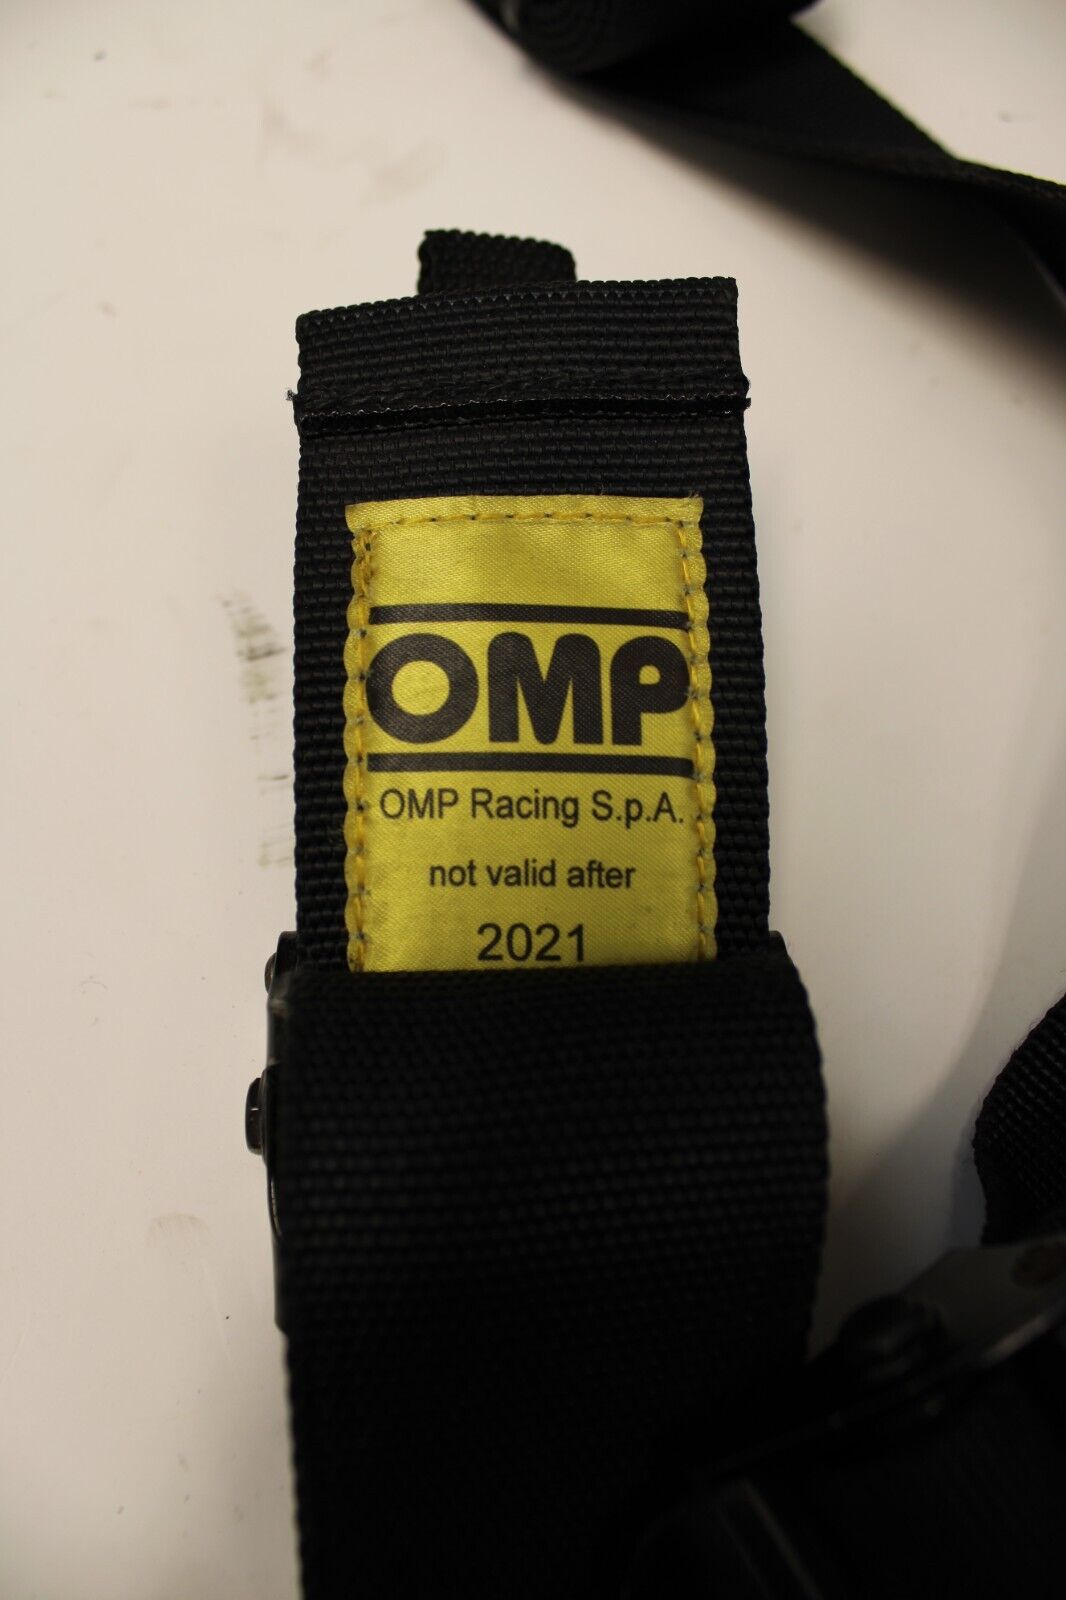 OMP
OMP Racing S.p.A.
not valid after
2021